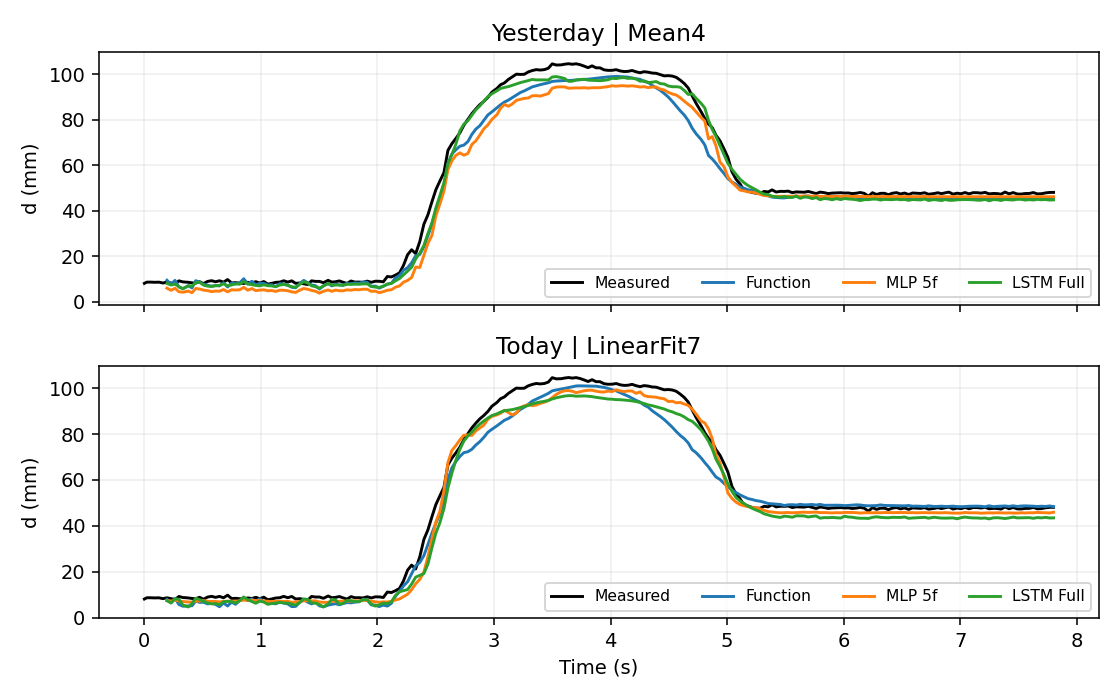 Yesterday | Mean4
d (mm)
100
80
60
40
20
0
Measured Function MLP 5f LSTM Full
Today | LinearFit7
d (mm)
100
80
60
40
20
0
Measured Function MLP 5f LSTM Full
0 1 2 3 4 5 6 7 8
Time (s)